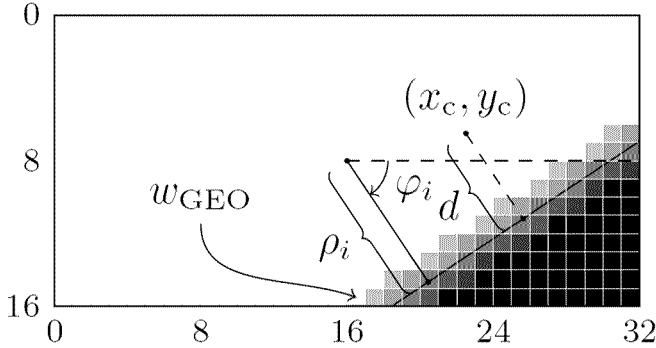 0
(x_c, y_c)
8
w_GEO
φ_i
d
ρ_i
16
0 8 16 24 32